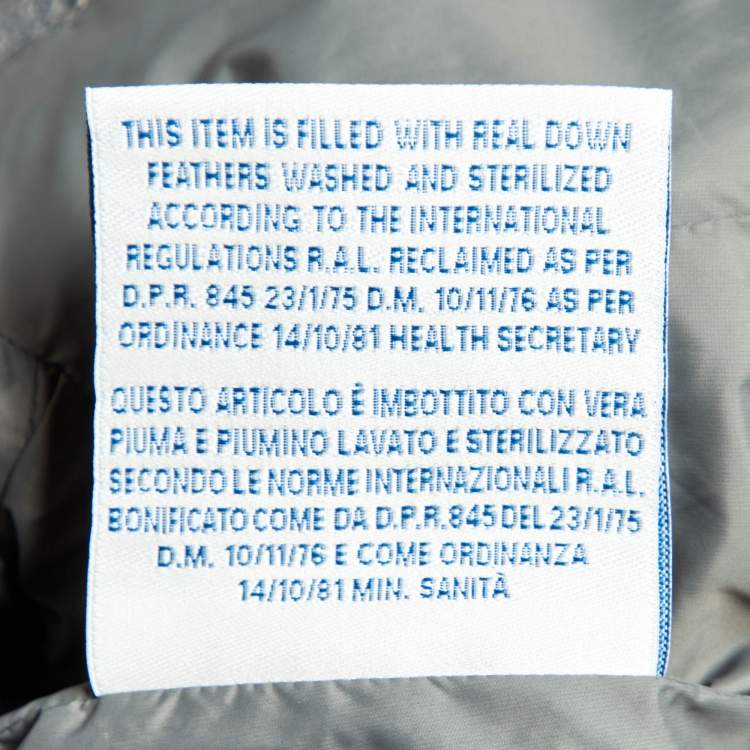 THIS ITEM IS FILLED WITH REAL DOWN
FEATHERS WASHED AND STERILIZED
ACCORDING TO THE INTERNATIONAL
REGULATIONS R.A.L. RECLAIMED AS PER
D.P.R. 845 23/1/75 D.M. 10/11/76 AS PER
ORDINANCE 14/10/81 HEALTH SECRETARY
QUESTO ARTICOLO È IMBOTTITO CON VERA
PIUMA E PIUMINO LAVATO E STERILIZZATO
SECONDO LE NORME INTERNAZIONALI R.A.L.
BONIFICATO COME DA D.P.R. 845 DEL 23/1/75
D.M. 10/11/76 E COME ORDINANZA
14/10/81 MIN. SANITÀ